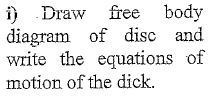 i) Draw free body
diagram of disc and
write the equations of
motion of the dick.